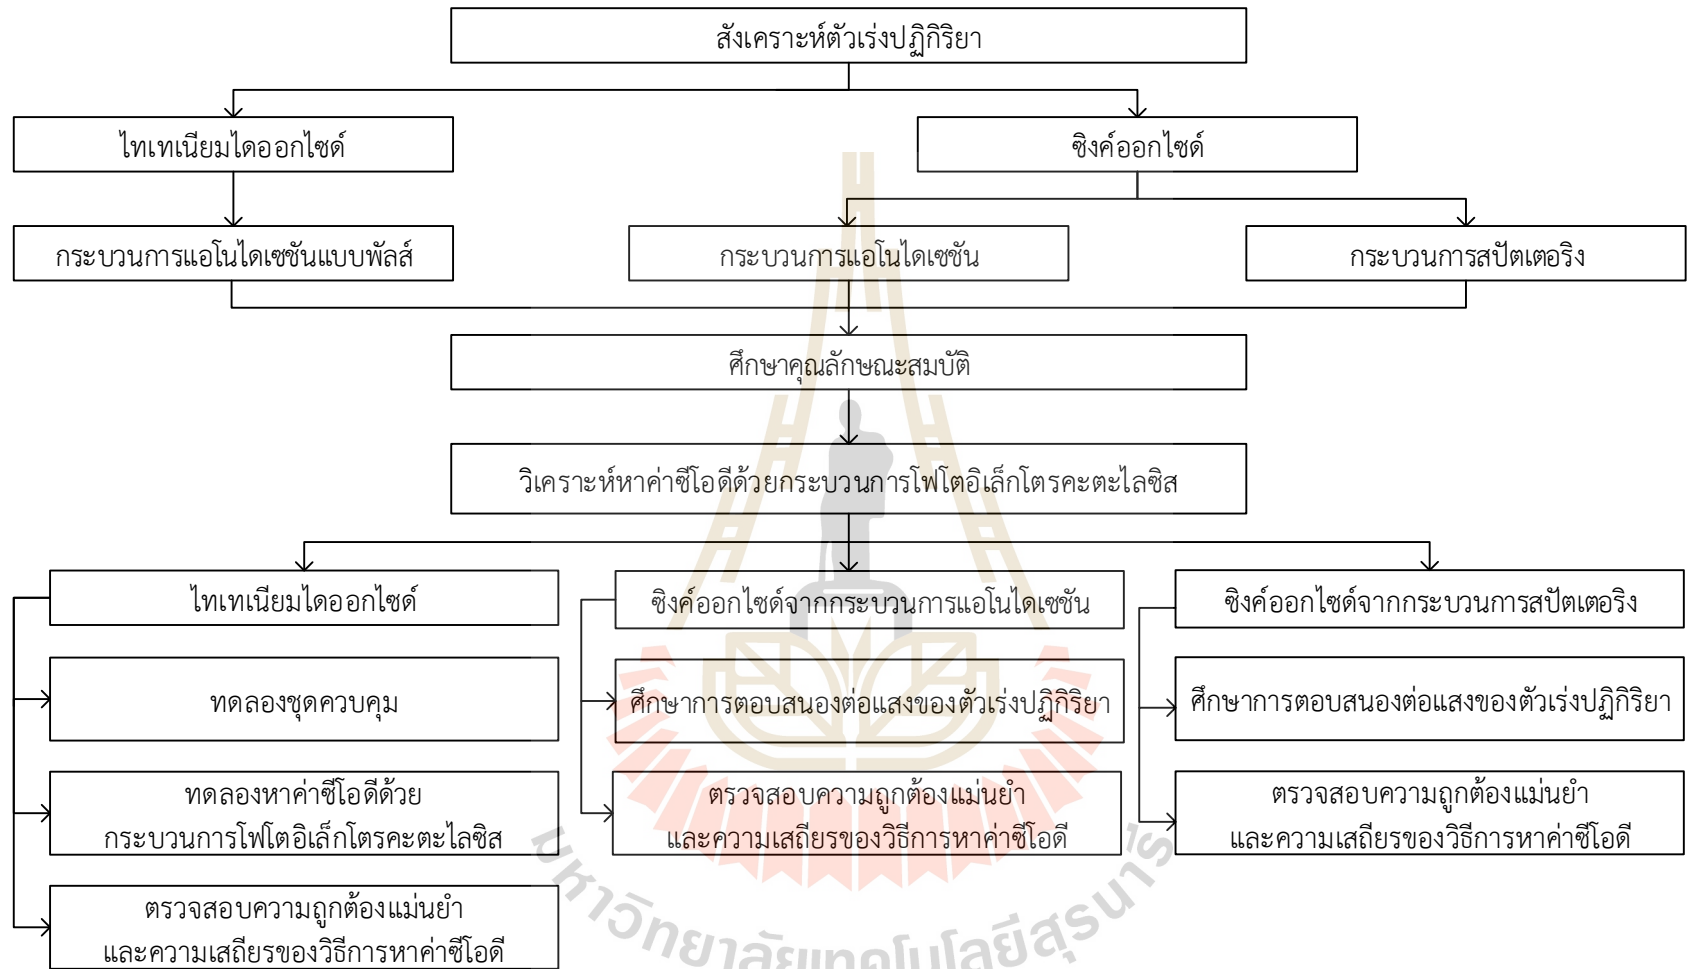 สังเคราะห์ตัวเร่งปฏิกิริยา
ไทเทเนียมไดออกไซด์
ซิงค์ออกไซด์
กระบวนการแอโนไดเซชันแบบพัลส์
กระบวนการแอโนไดเซชัน
กระบวนการสปัตเตอริง
ศึกษาคุณลักษณะสมบัติ
วิเคราะห์หาค่าซีโอดีด้วยกระบวนการโฟโตอิเล็กโตรคะตะไลซิส
ไทเทเนียมไดออกไซด์
ซิงค์ออกไซด์จากกระบวนการแอโนไดเซชัน
ซิงค์ออกไซด์จากกระบวนการสปัตเตอริง
ทดลองชุดควบคุม
ศึกษาการตอบสนองต่อแสงของตัวเร่งปฏิกิริยา
ศึกษาการตอบสนองต่อแสงของตัวเร่งปฏิกิริยา
ทดลองหาค่าซีโอดีด้วย
กระบวนการโฟโตอิเล็กโตรคะตะไลซิส
ตรวจสอบความถูกต้องแม่นยำ
และความเสถียรของวิธีการหาค่าซีโอดี
ตรวจสอบความถูกต้องแม่นยำ
และความเสถียรของวิธีการหาค่าซีโอดี
ตรวจสอบความถูกต้องแม่นยำ
และความเสถียรของวิธีการหาค่าซีโอดี
มหาวิทยาลัยเทคโนโลยีสุรนารี